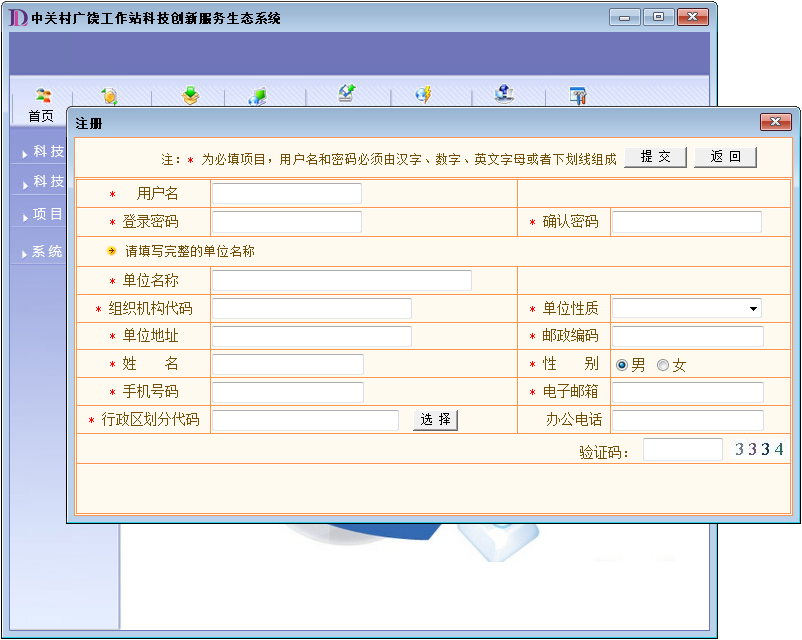 中关村广饶工作站科技创新服务生态系统
首页
注册
注：* 为必填项目，用户名和密码必须由汉字、数字、英文字母或者下划线组成 提 交 返 回
科技
* 用户名
科技
* 登录密码 * 确认密码
项目
请填写完整的单位名称
系统
* 单位名称
* 组织机构代码 * 单位性质
* 单位地址 * 邮政编码
* 姓 名 * 性 别 男 女
* 手机号码 * 电子邮箱
* 行政区划分代码 选 择 办公电话
验证码： 3334